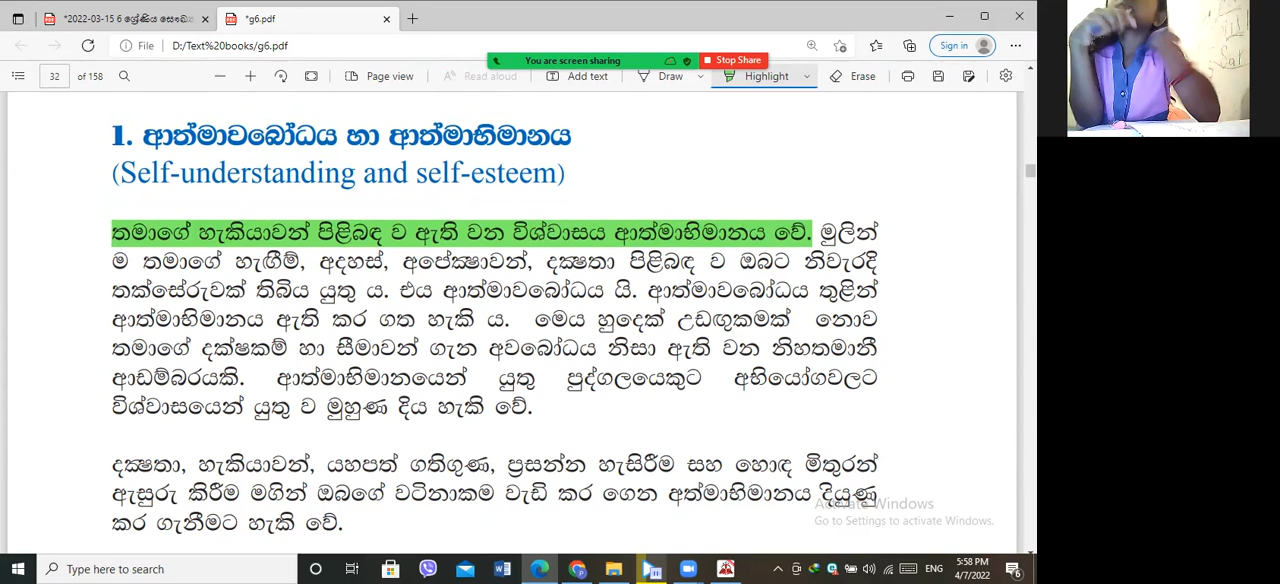 *2022-03-15 6 ශ්‍රේණිය සෞඛ්‍ය
*g6.pdf
File
D:/Text%20books/g6.pdf
Sign in
You are screen sharing
Stop Share
32 of 158
Page view
Read aloud
Add text
Draw
Highlight
Erase
1. ආත්මාවබෝධය හා ආත්මාභිමානය
(Self-understanding and self-esteem)
තමාගේ හැකියාවන් පිළිබඳ ව ඇති වන විශ්වාසය ආත්මාභිමානය වේ. මුලින්
ම තමාගේ හැඟීම්, අදහස්, අපේක්‍ෂාවන්, දක්‍ෂතා පිළිබඳ ව ඔබට නිවැරදි
තක්සේරුවක් තිබිය යුතු ය. එය ආත්මාවබෝධය යි. ආත්මාවබෝධය තුළින්
ආත්මාභිමානය ඇති කර ගත හැකි ය. මෙය හුදෙක් උඩඟුකමක් නොව
තමාගේ දක්ෂකම් හා සීමාවන් ගැන අවබෝධය නිසා ඇති වන නිහතමානී
ආඩම්බරයකි. ආත්මාභිමානයෙන් යුතු පුද්ගලයෙකුට අභියෝගවලට
විශ්වාසයෙන් යුතු ව මුහුණ දිය හැකි වේ.
දක්‍ෂතා, හැකියාවන්, යහපත් ගතිගුණ, ප්‍රසන්න හැසිරීම සහ හොඳ මිතුරන්
ඇසුරු කිරීම මගින් ඔබගේ වටිනාකම වැඩි කර ගෙන අත්මාභිමානය දියුණු
කර ගැනීමට හැකි වේ.
Activate Windows
Go to Settings to activate Windows.
Type here to search
ENG
5:58 PM
4/7/2022
6